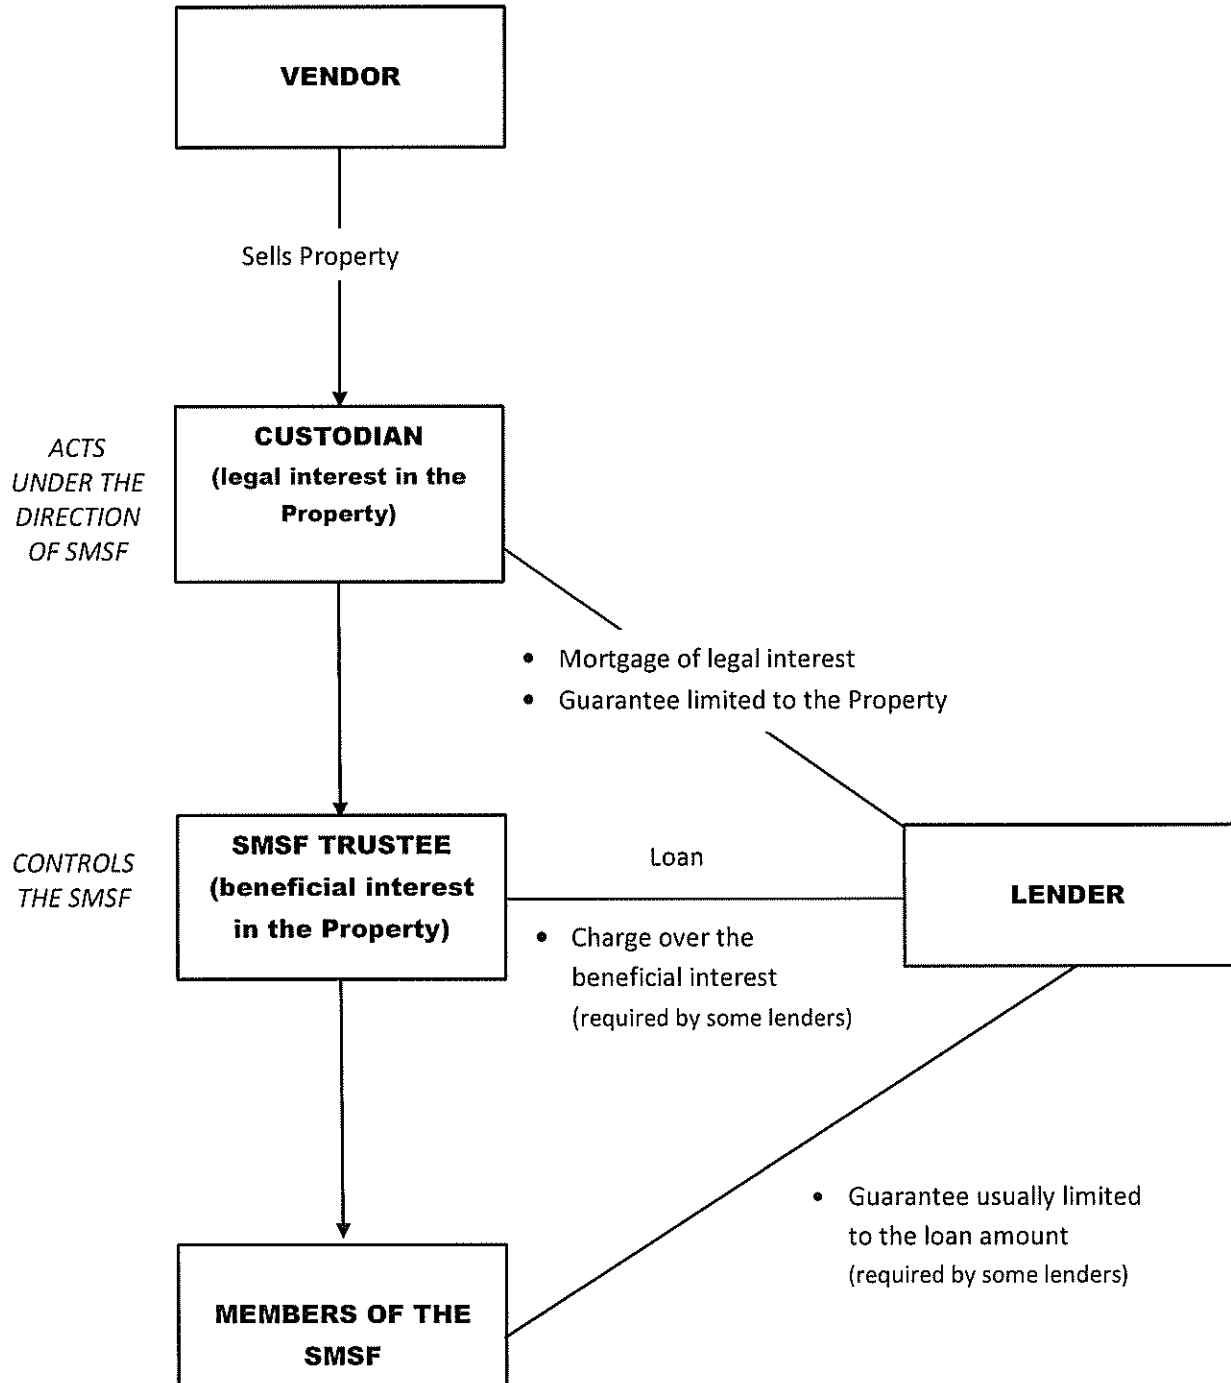 VENDOR
Sells Property
ACTS
UNDER THE
DIRECTION
OF SMSF
CUSTODIAN
(legal interest in the
Property)
• Mortgage of legal interest
• Guarantee limited to the Property
CONTROLS
THE SMSF
SMSF TRUSTEE
(beneficial interest
in the Property)
Loan
• Charge over the
beneficial interest
(required by some lenders)
LENDER
• Guarantee usually limited
to the loan amount
(required by some lenders)
MEMBERS OF THE
SMSF